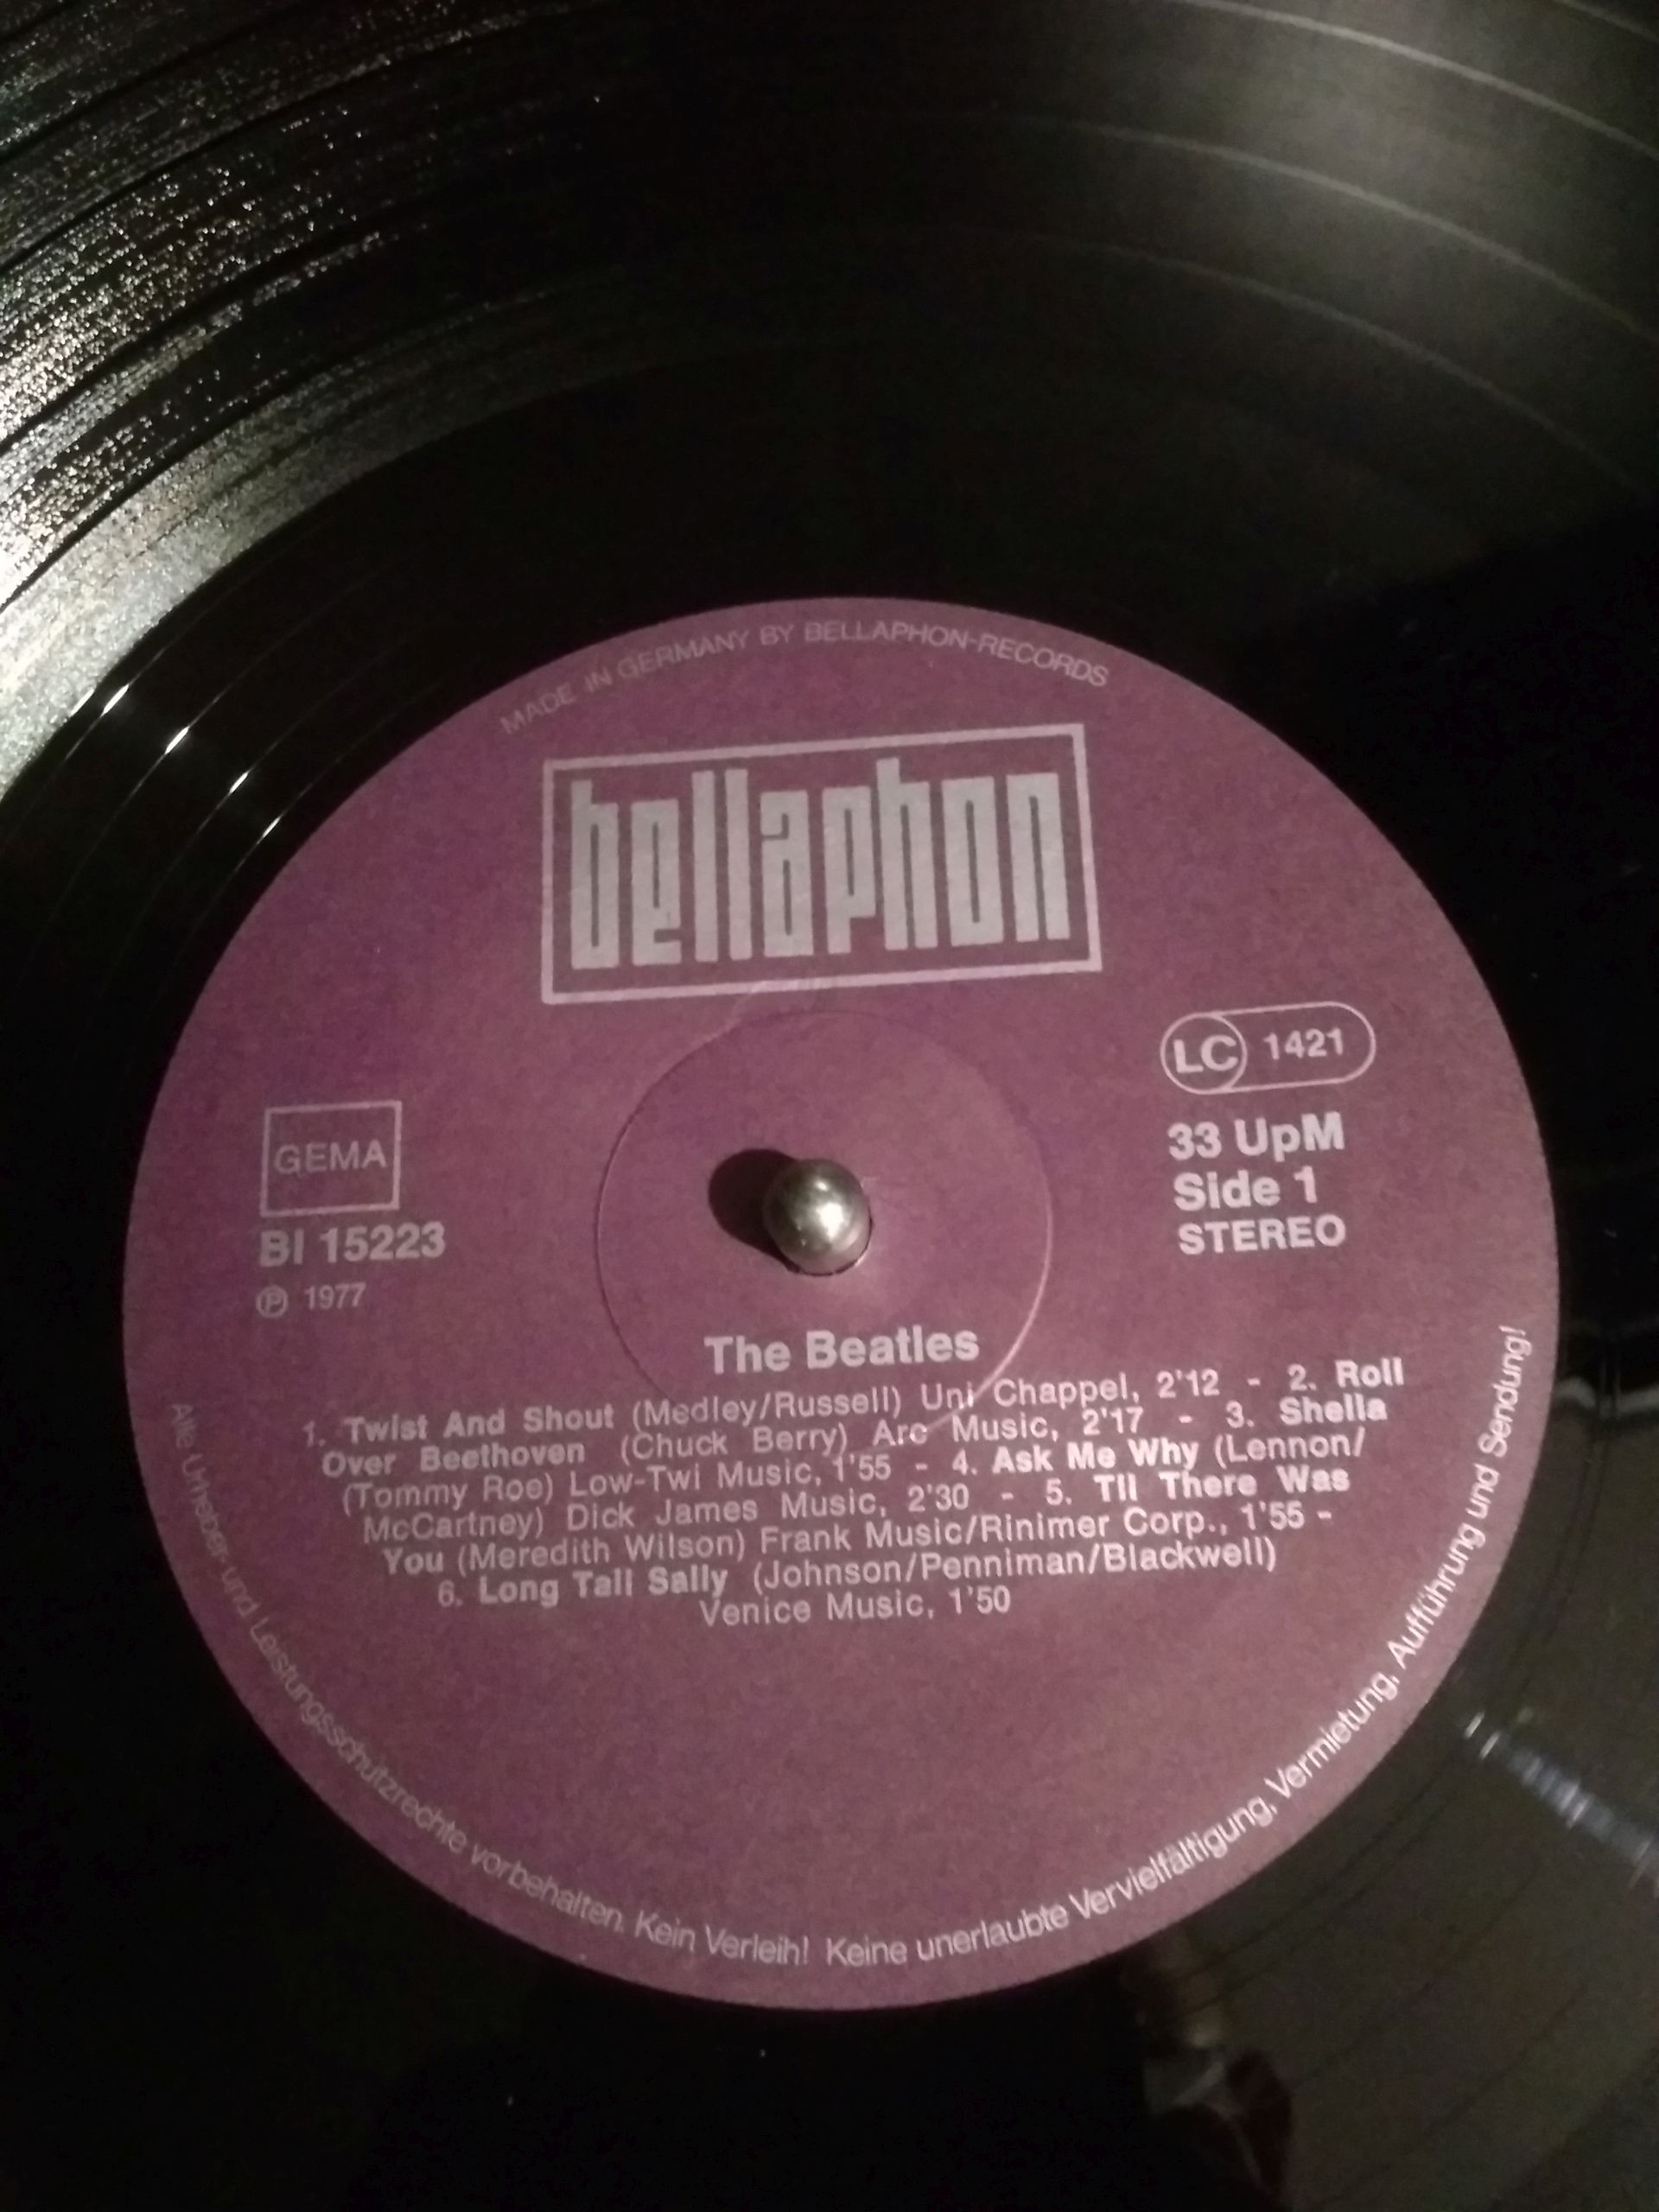 MADE IN GERMANY BY BELLAPHON-RECORDS
bellaphon
LC 1421
GEMA
33 UpM
Side 1
BI 15223
STEREO
℗ 1977
The Beatles
1. Twist And Shout (Medley/Russell) Uni Chappel, 2'12 - 2. Roll
Over Beethoven (Chuck Berry) Arc Music, 2'17 - 3. Sheila
(Tommy Roe) Low-Twi Music, 1'55 - 4. Ask Me Why (Lennon/
McCartney) Dick James Music, 2'30 - 5. Til There Was
You (Meredith Wilson) Frank Music/Rinimer Corp., 1'55 -
6. Long Tall Sally (Johnson/Penniman/Blackwell)
Venice Music, 1'50
Alle Urheber- und Leistungsschutzrechte vorbehalten. Kein Verleih! Keine unerlaubte Vervielfältigung, Vermietung, Aufführung und Sendung!